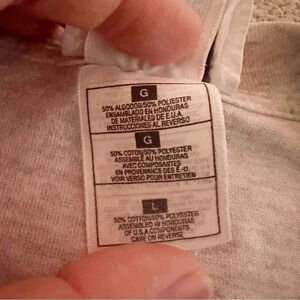 G
50% ALGODON/50% POLIESTER
ENSAMBLADO EN HONDURAS
DE MATERIALES DE E.U.A.
INSTRUCCIONES AL REVERSO
G
50% COTON/50% POLYESTER
ASSEMBLE AU HONDURAS
AVEC COMPOSANTES
EN PROVENANCE DES É.-U.
VOIR VERSO POUR ENTRETIEN
L
50% COTTON/50% POLYESTER
ASSEMBLED IN HONDURAS
OF U.S.A COMPONENTS
CARE ON REVERSE